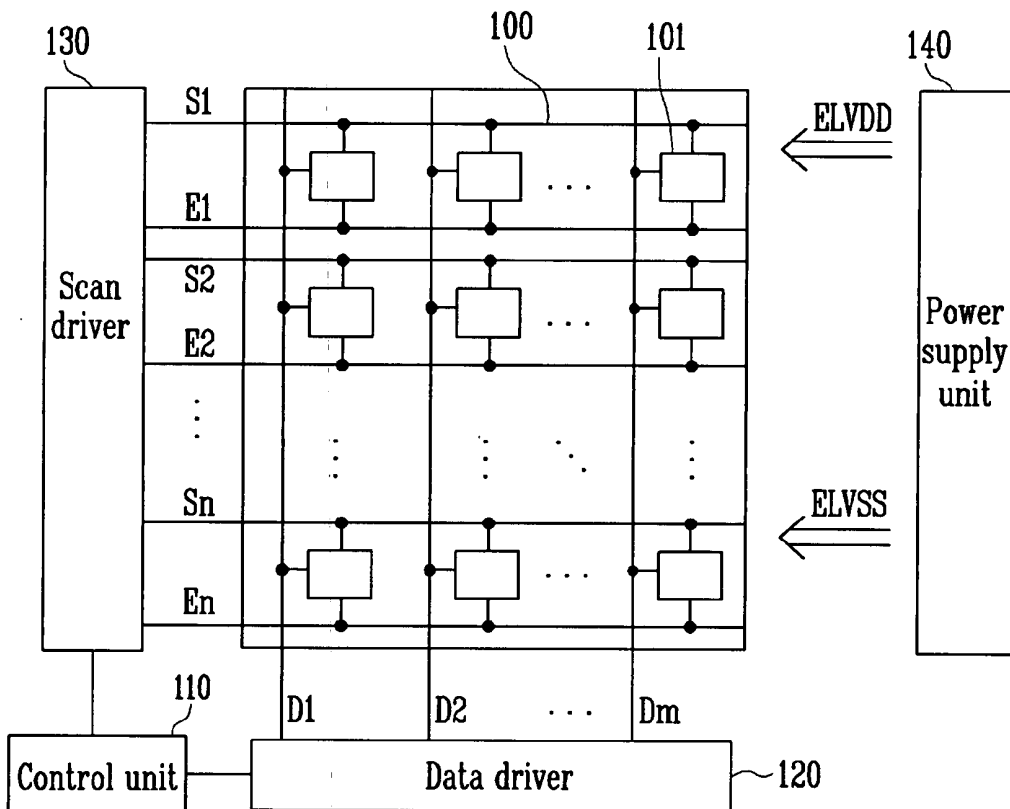 130
100
101
140
S1
ELVDD
E1
S2
Scan
driver
E2
Power
supply
unit
Sn
ELVSS
En
110
D1
D2
Dm
Control unit
Data driver
120